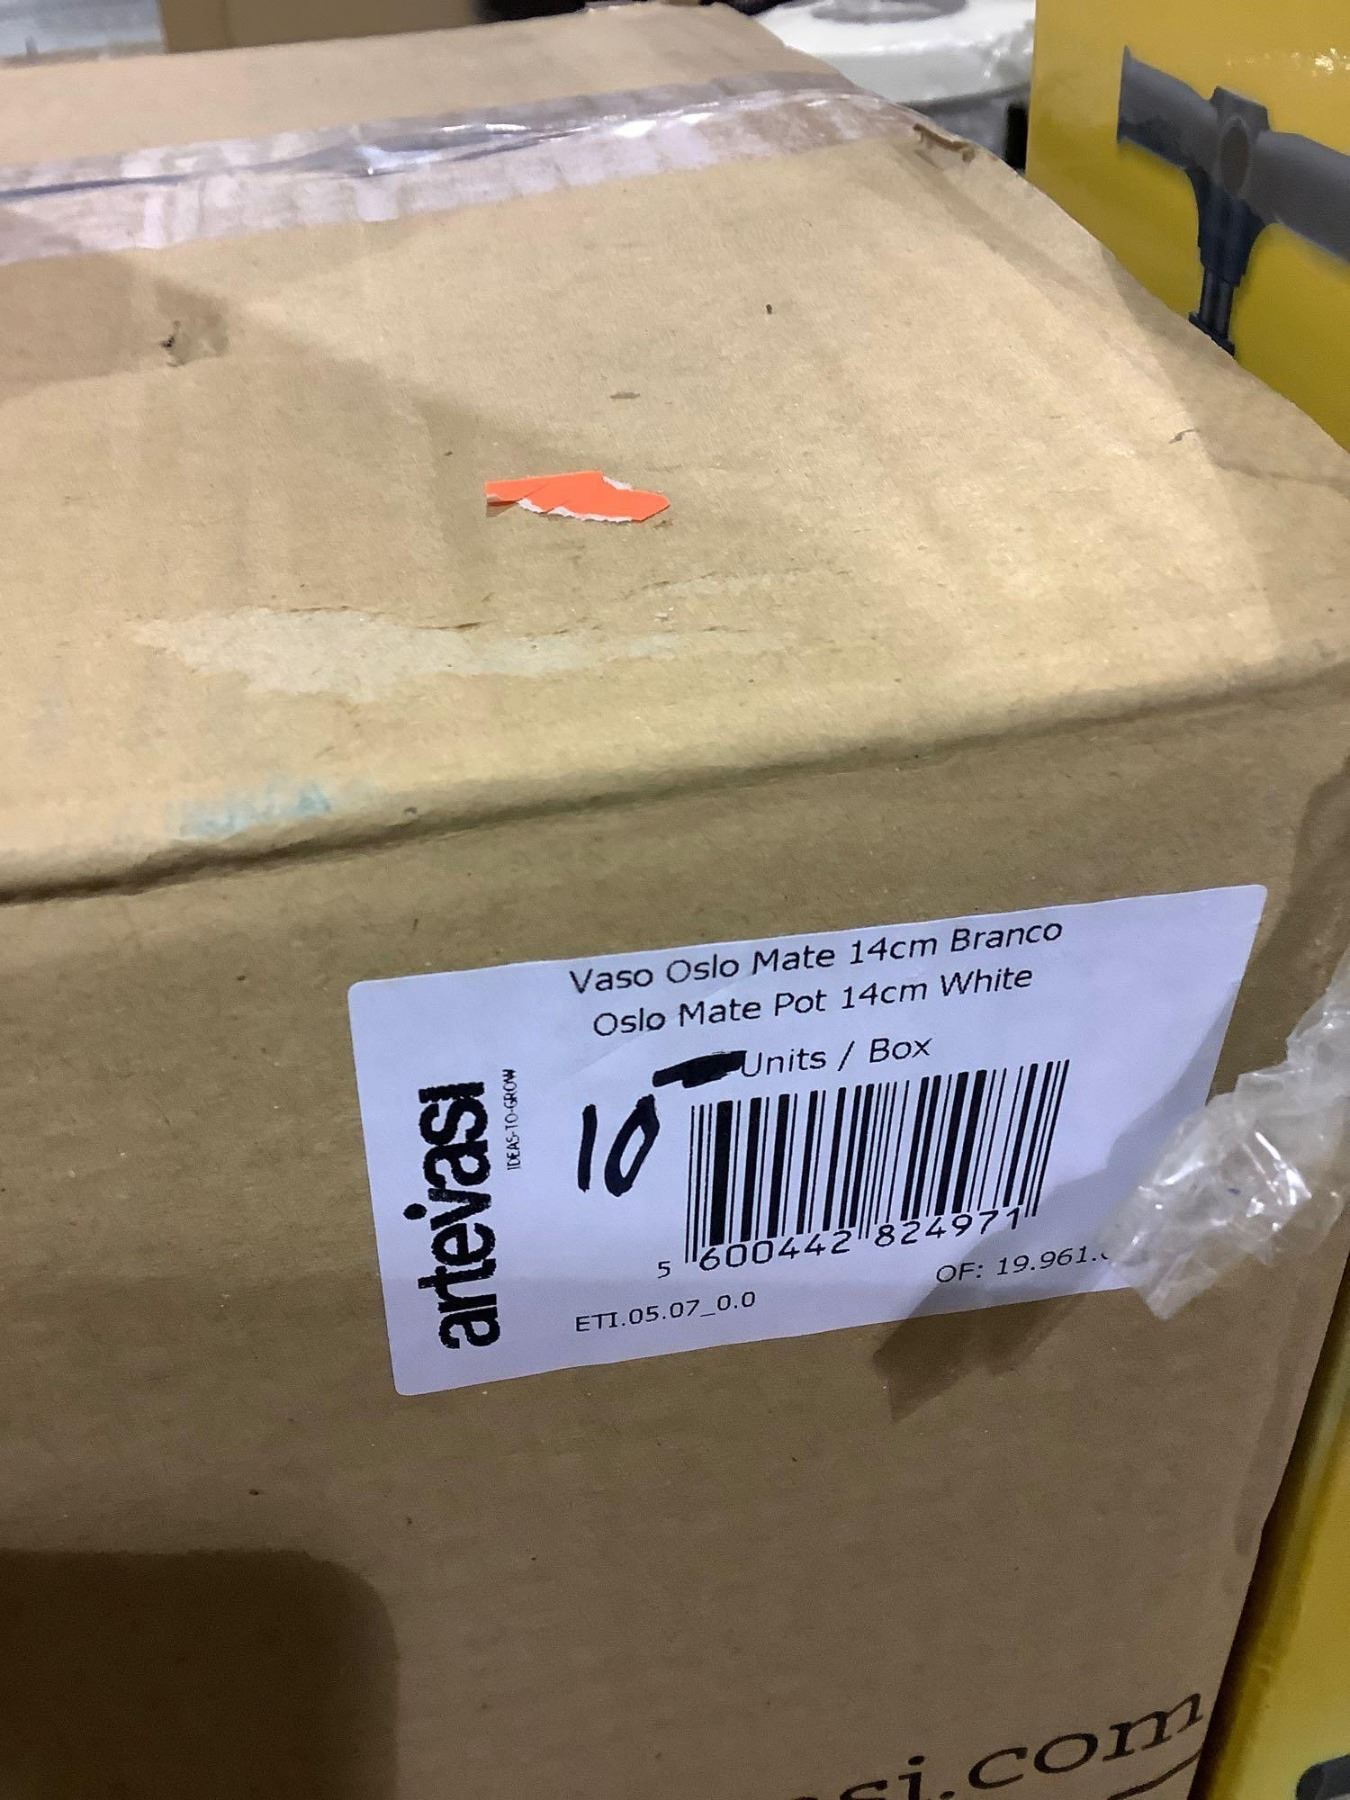 Vaso Oslo Mate 14cm Branco
Oslo Mate Pot 14cm White
Units / Box
10
artevasi
IDEAS-TO-GROW
5 600442 824971
OF: 19.961.
ETI.05.07_0.0
si.com